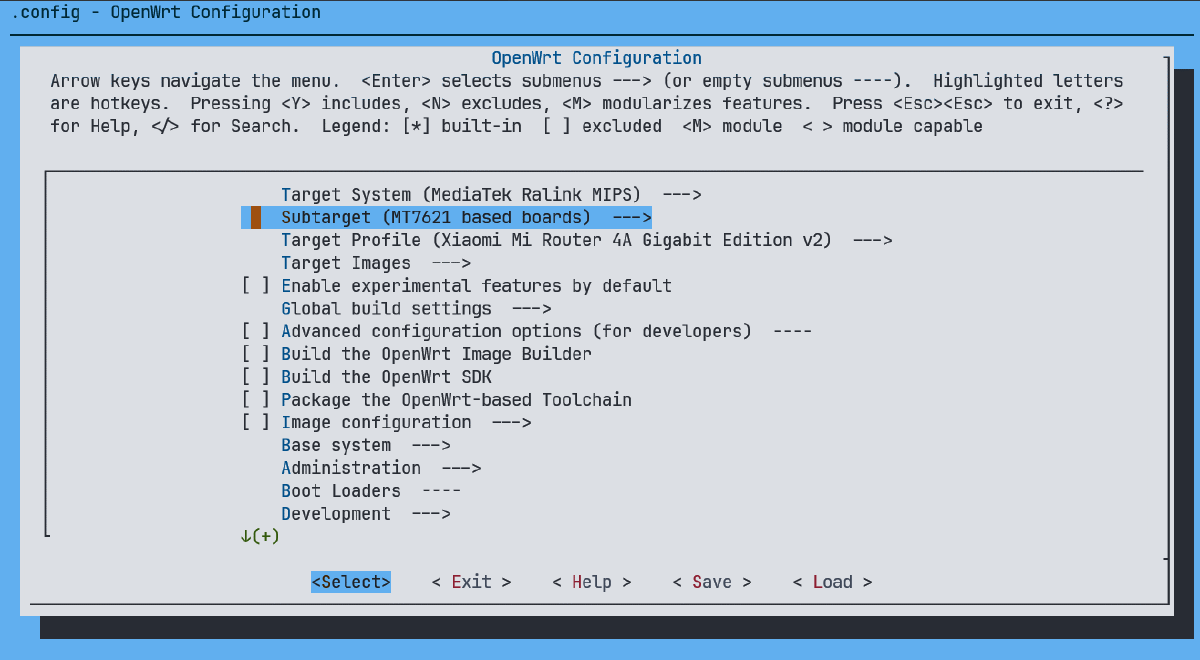 .config - OpenWrt Configuration
OpenWrt Configuration
Arrow keys navigate the menu.  <Enter> selects submenus ---> (or empty submenus ----).  Highlighted letters
are hotkeys.  Pressing <Y> includes, <N> excludes, <M> modularizes features.  Press <Esc><Esc> to exit, <?>
for Help, </> for Search.  Legend: [*] built-in  [ ] excluded  <M> module  < > module capable
Target System (MediaTek Ralink MIPS)  --->
Subtarget (MT7621 based boards)  --->
Target Profile (Xiaomi Mi Router 4A Gigabit Edition v2)  --->
Target Images  --->
[ ] Enable experimental features by default
Global build settings  --->
[ ] Advanced configuration options (for developers)  ----
[ ] Build the OpenWrt Image Builder
[ ] Build the OpenWrt SDK
[ ] Package the OpenWrt-based Toolchain
[ ] Image configuration  --->
Base system  --->
Administration  --->
Boot Loaders  ----
Development  --->
↓(+)
<Select>    < Exit >    < Help >    < Save >    < Load >